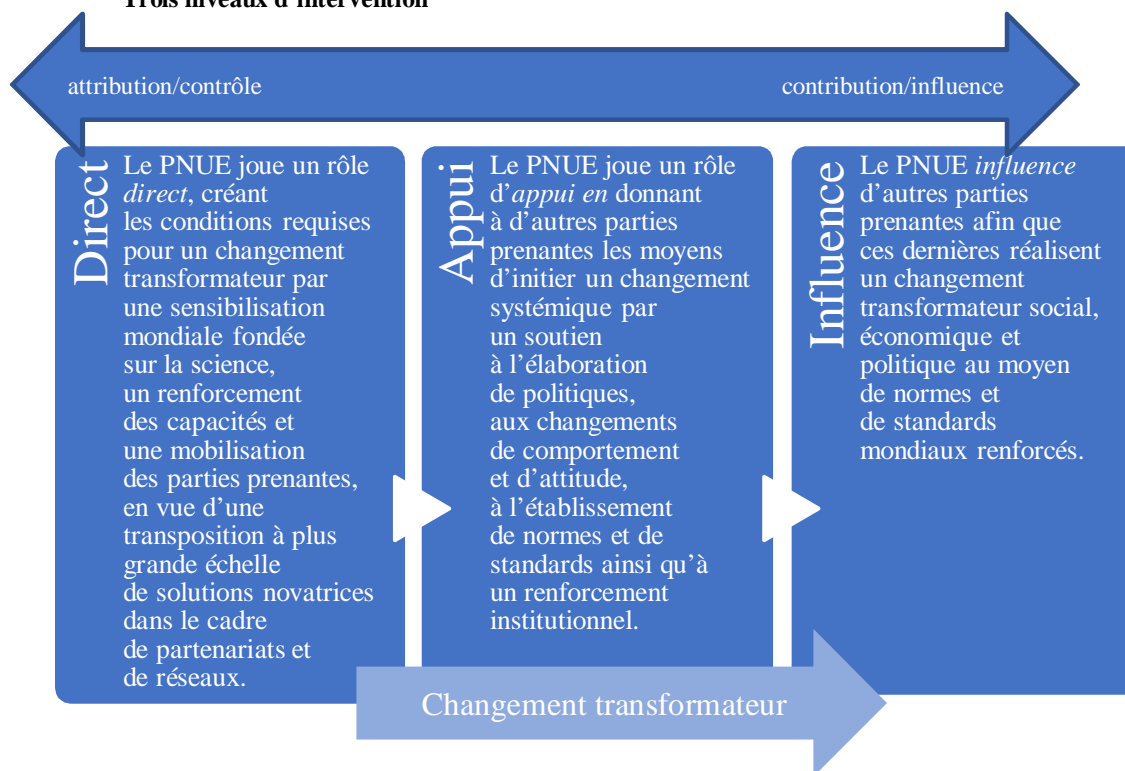 Trois niveaux d'intervention
attribution/contrôle
contribution/influence
Direct
Le PNUE joue un rôle
direct, créant
les conditions requises
pour un changement
transformateur par
une sensibilisation
mondiale fondée
sur la science,
un renforcement
des capacités et
une mobilisation
des parties prenantes,
en vue d'une
transposition à plus
grande échelle
de solutions novatrices
dans le cadre
de partenariats et
de réseaux.
Appui
Le PNUE joue un rôle
d'appui en donnant
à d'autres parties
prenantes les moyens
d'initier un changement
systémique par
un soutien
à l'élaboration
de politiques,
aux changements
de comportement
et d'attitude,
à l'établissement
de normes et de
standards ainsi qu'à
un renforcement
institutionnel.
Influence
Le PNUE influence
d'autres parties
prenantes afin que
ces dernières réalisent
un changement
transformateur social,
économique et
politique au moyen
de normes et
de standards
mondiaux renforcés.
Changement transformateur